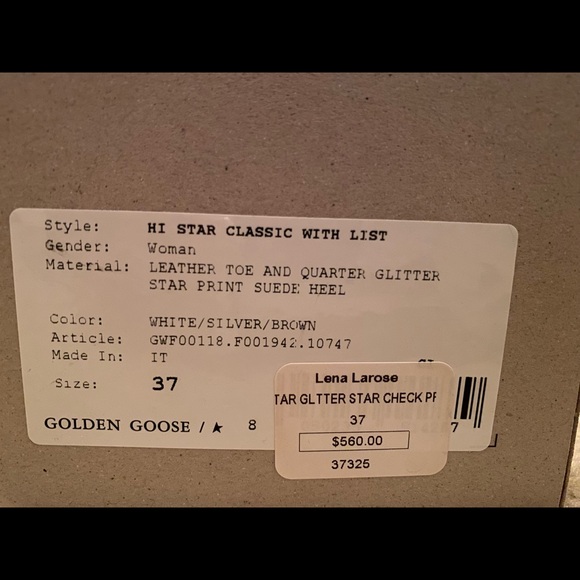 Style: HI STAR CLASSIC WITH LIST
Gender: Woman
Material: LEATHER TOE AND QUARTER GLITTER
STAR PRINT SUEDE HEEL
Color: WHITE/SILVER/BROWN
Article: GWF00118.F001942.10747
Made In: IT
Size: 37
GOLDEN GOOSE / ★ 8
Lena Larose
TAR GLTTER STAR CHECK PF
37
$560.00
37325
7